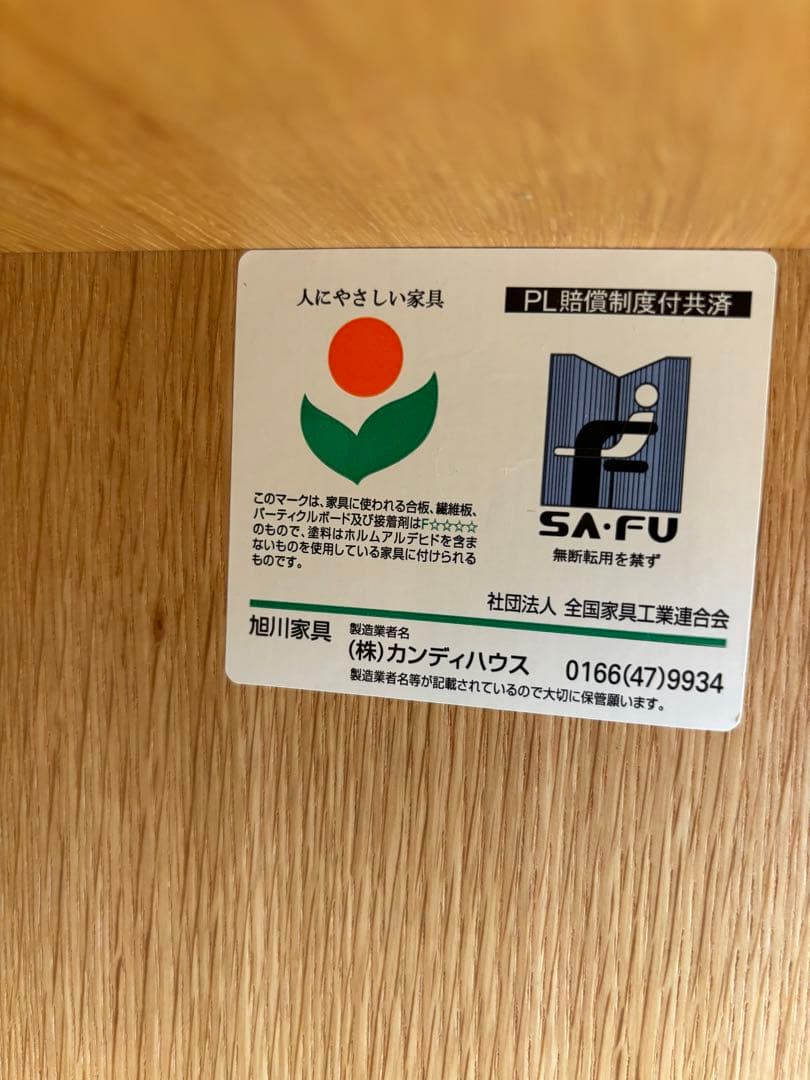 人にやさしい家具
このマークは、家具に使われる合板、繊維板、
パーティクルボード及び接着剤はF☆☆☆☆
のもので、塗料はホルムアルデヒドを含ま
ないものを使用している家具に付けられる
ものです。
PL賠償制度付共済
SA・FU
無断転用を禁ず
社団法人 全国家具工業連合会
旭川家具
製造業者名
(株)カンディハウス 0166(47)9934
製造業者名等が記載されているので大切に保管願います。